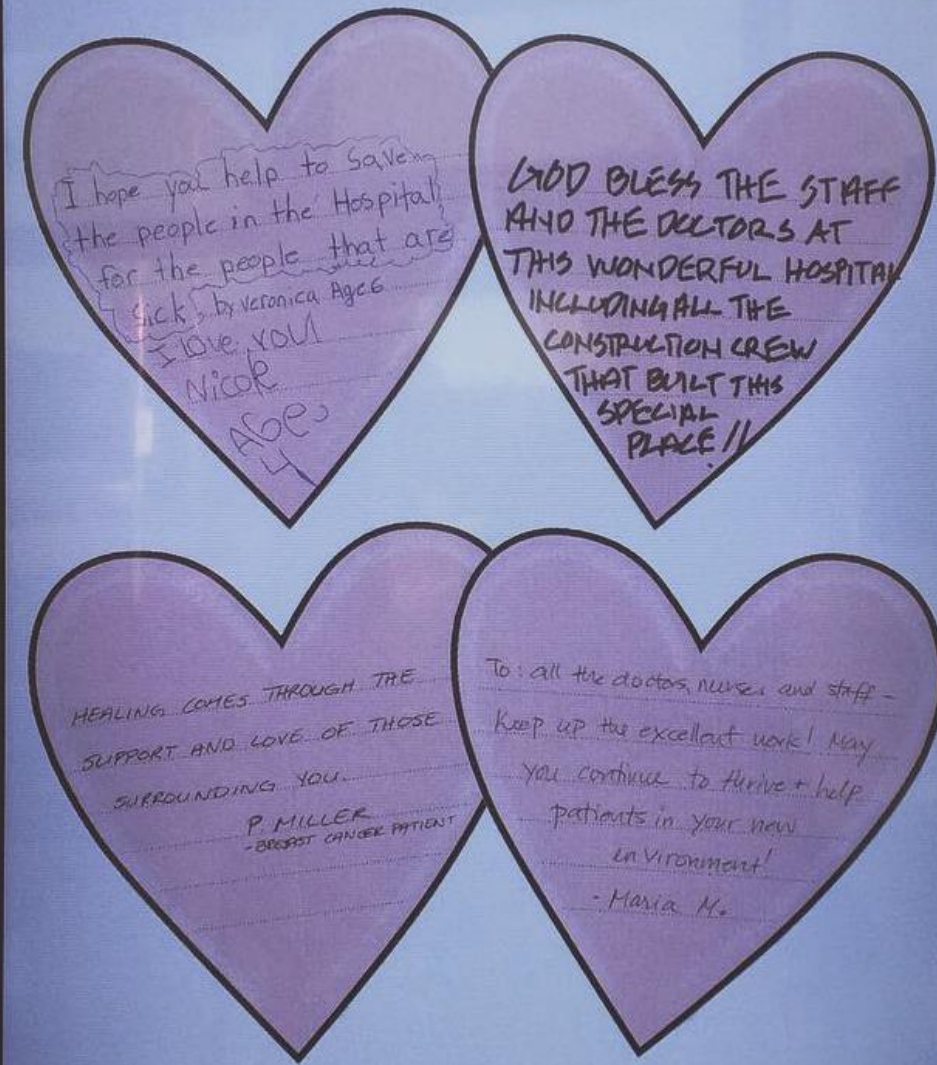 I hope you help to save
the people in the Hospital
for the people that are
sick, by veronica Age 6
I love you!
Nicole
Age
4
GOD BLESS THE STAFF
AND THE DOCTORS AT
THIS WONDERFUL HOSPITAL
INCLUDING ALL THE
CONSTRUCTION CREW
THAT BUILT THIS
SPECIAL
PLACE!!
HEALING COMES THROUGH THE
SUPPORT AND LOVE OF THOSE
SURROUNDING YOU.
P. MILLER
-BREAST CANCER PATIENT
To: all the doctors, nurses and staff -
Keep up the excellent work! May
you continue to thrive + help
patients in your new
environment!
- Maria M.